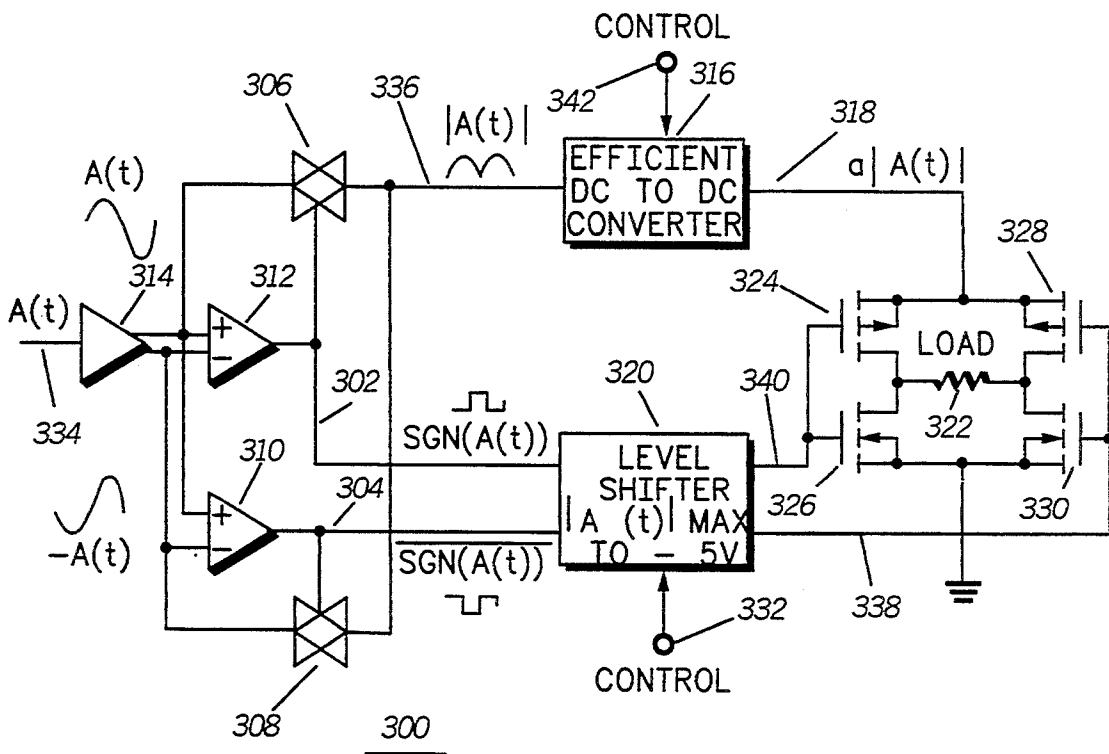 CONTROL
306
336
342
316
|A(t)|
318
A(t)
EFFICIENT
DC TO DC
CONVERTER
a|A(t)|
328
314
312
324
A(t)
+
−
LOAD
334
302
320
340
322
SGN(A(t))
LEVEL
SHIFTER
|A (t)| MAX
TO - 5V
326
330
310
304
+
−
-A(t)
SGN(A(t))
332
338
308
CONTROL
300